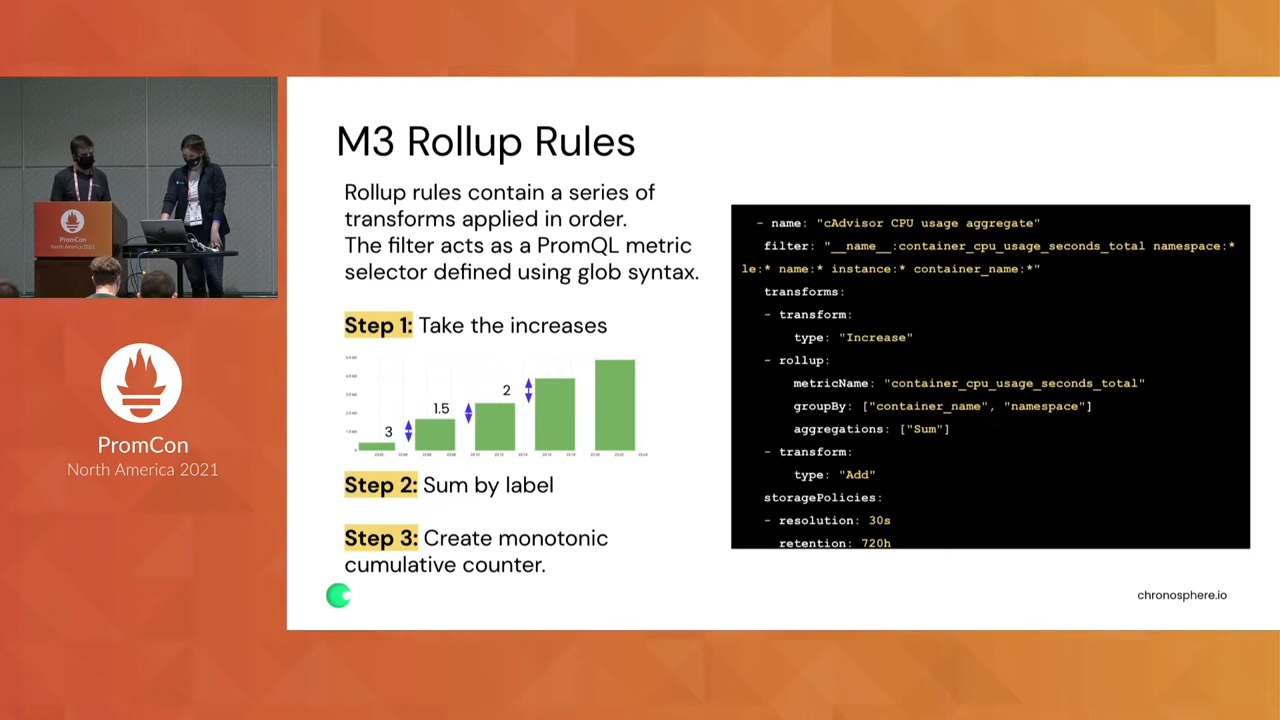 M3 Rollup Rules
Rollup rules contain a series of
transforms applied in order.
The filter acts as a PromQL metric
selector defined using glob syntax.
Step 1: Take the increases
3
1.5
2
Step 2: Sum by label
Step 3: Create monotonic
cumulative counter.
- name: "cAdvisor CPU usage aggregate"
filter: "__name__:container_cpu_usage_seconds_total namespace:*
le:* name:* instance:* container_name:*"
transforms:
- transform:
type: "Increase"
- rollup:
metricName: "container_cpu_usage_seconds_total"
groupBy: ["container_name", "namespace"]
aggregations: ["Sum"]
- transform:
type: "Add"
storagePolicies:
- resolution: 30s
retention: 720h
chronosphere.io
PromCon
North America 2021
PromCon
North America 2021